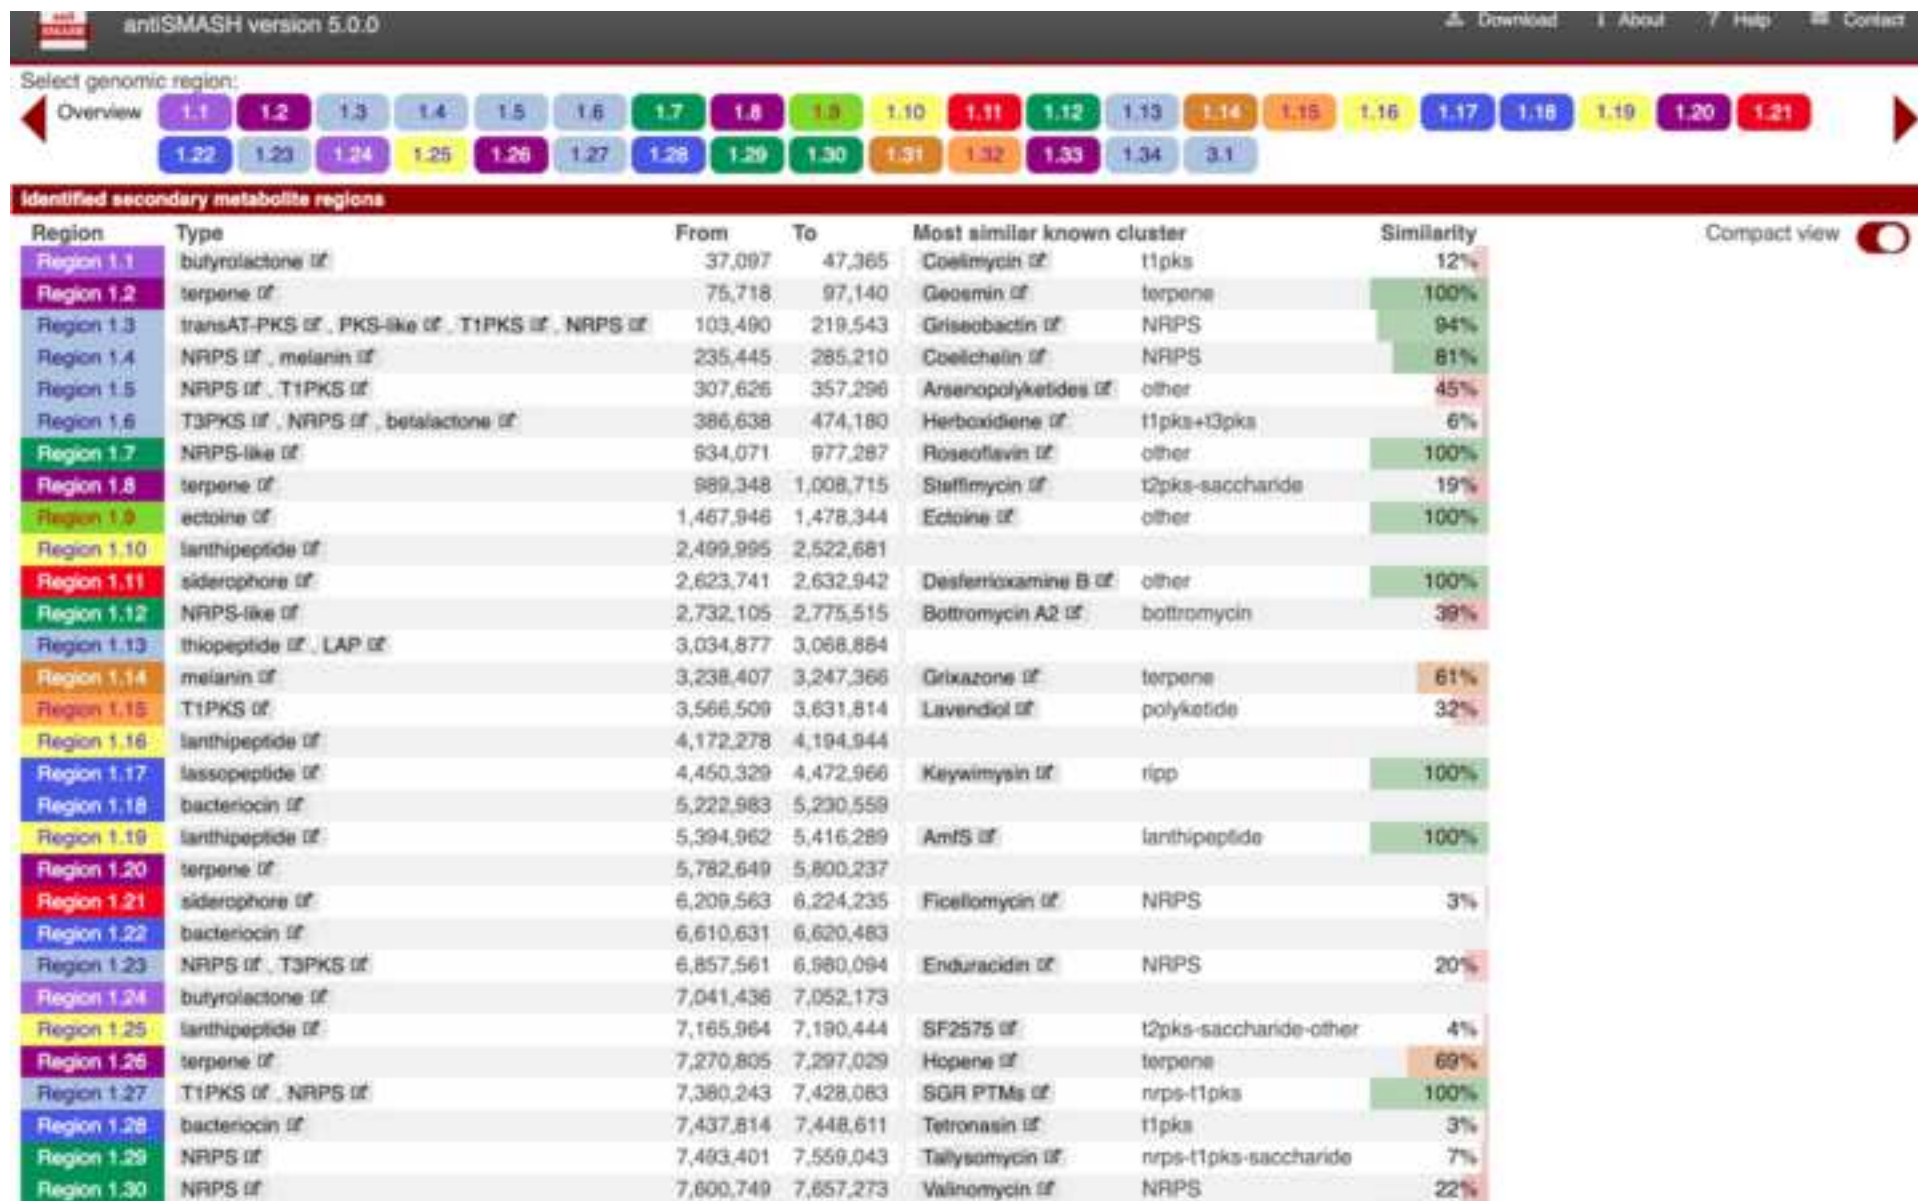 antiSMASH version 5.0.0 Download About ? Help Contact
Select genomic region:
Overview 1.1 1.2 1.3 1.4 1.5 1.6 1.7 1.8 1.9 1.10 1.11 1.12 1.13 1.14 1.15 1.16 1.17 1.18 1.19 1.20 1.21
1.22 1.23 1.24 1.25 1.26 1.27 1.28 1.29 1.30 1.31 1.32 1.33 1.34 3.1
Identified secondary metabolite regions
Region Type From To Most similar known cluster Similarity Compact view
Region 1.1 butyrolactone 37,097 47,365 Coelimycin t1pks 12%
Region 1.2 terpene 75,718 97,140 Geosmin terpene 100%
Region 1.3 transAT-PKS , PKS-like , T1PKS , NRPS 103,490 219,543 Griseobactin NRPS 94%
Region 1.4 NRPS , melanin 235,445 285,210 Coelichelin NRPS 81%
Region 1.5 NRPS , T1PKS 307,626 357,296 Arsenopolyketides other 45%
Region 1.6 T3PKS , NRPS , betalactone 386,638 474,180 Herboxidiene t1pks+t3pks 6%
Region 1.7 NRPS-like 934,071 977,287 Roseoflavin other 100%
Region 1.8 terpene 989,348 1,008,715 Steffimycin t2pks-saccharide 19%
Region 1.9 ectoine 1,467,946 1,478,344 Ectoine other 100%
Region 1.10 lanthipeptide 2,499,995 2,522,681
Region 1.11 siderophore 2,623,741 2,632,942 Desferrioxamine B other 100%
Region 1.12 NRPS-like 2,732,105 2,775,515 Bottromycin A2 bottromycin 39%
Region 1.13 thiopeptide , LAP 3,034,877 3,068,884
Region 1.14 melanin 3,238,407 3,247,366 Grixazone terpene 61%
Region 1.15 T1PKS 3,566,509 3,631,814 Lavendiol polyketide 32%
Region 1.16 lanthipeptide 4,172,278 4,194,944
Region 1.17 lassopeptide 4,450,329 4,472,966 Keywimysin ripp 100%
Region 1.18 bacteriocin 5,222,983 5,230,559
Region 1.19 lanthipeptide 5,394,962 5,416,289 AmfS lanthipeptide 100%
Region 1.20 terpene 5,782,649 5,800,237
Region 1.21 siderophore 6,209,563 6,224,235 Ficellomycin NRPS 3%
Region 1.22 bacteriocin 6,610,631 6,620,483
Region 1.23 NRPS , T3PKS 6,857,561 6,980,094 Enduracidin NRPS 20%
Region 1.24 butyrolactone 7,041,436 7,052,173
Region 1.25 lanthipeptide 7,165,964 7,190,444 SF2575 t2pks-saccharide-other 4%
Region 1.26 terpene 7,270,805 7,297,029 Hopene terpene 69%
Region 1.27 T1PKS , NRPS 7,380,243 7,428,083 SGR PTMs nrps-t1pks 100%
Region 1.28 bacteriocin 7,437,814 7,448,611 Tetronasin t1pks 3%
Region 1.29 NRPS 7,493,401 7,559,043 Tallysomycin nrps-t1pks-saccharide 7%
Region 1.30 NRPS 7,600,749 7,657,273 Valinomycin NRPS 22%